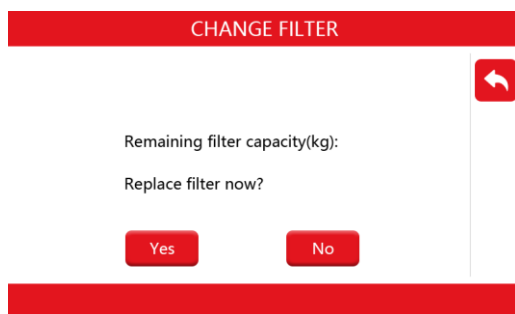 CHANGE FILTER
Remaining filter capacity(kg):
Replace filter now?
Yes
No